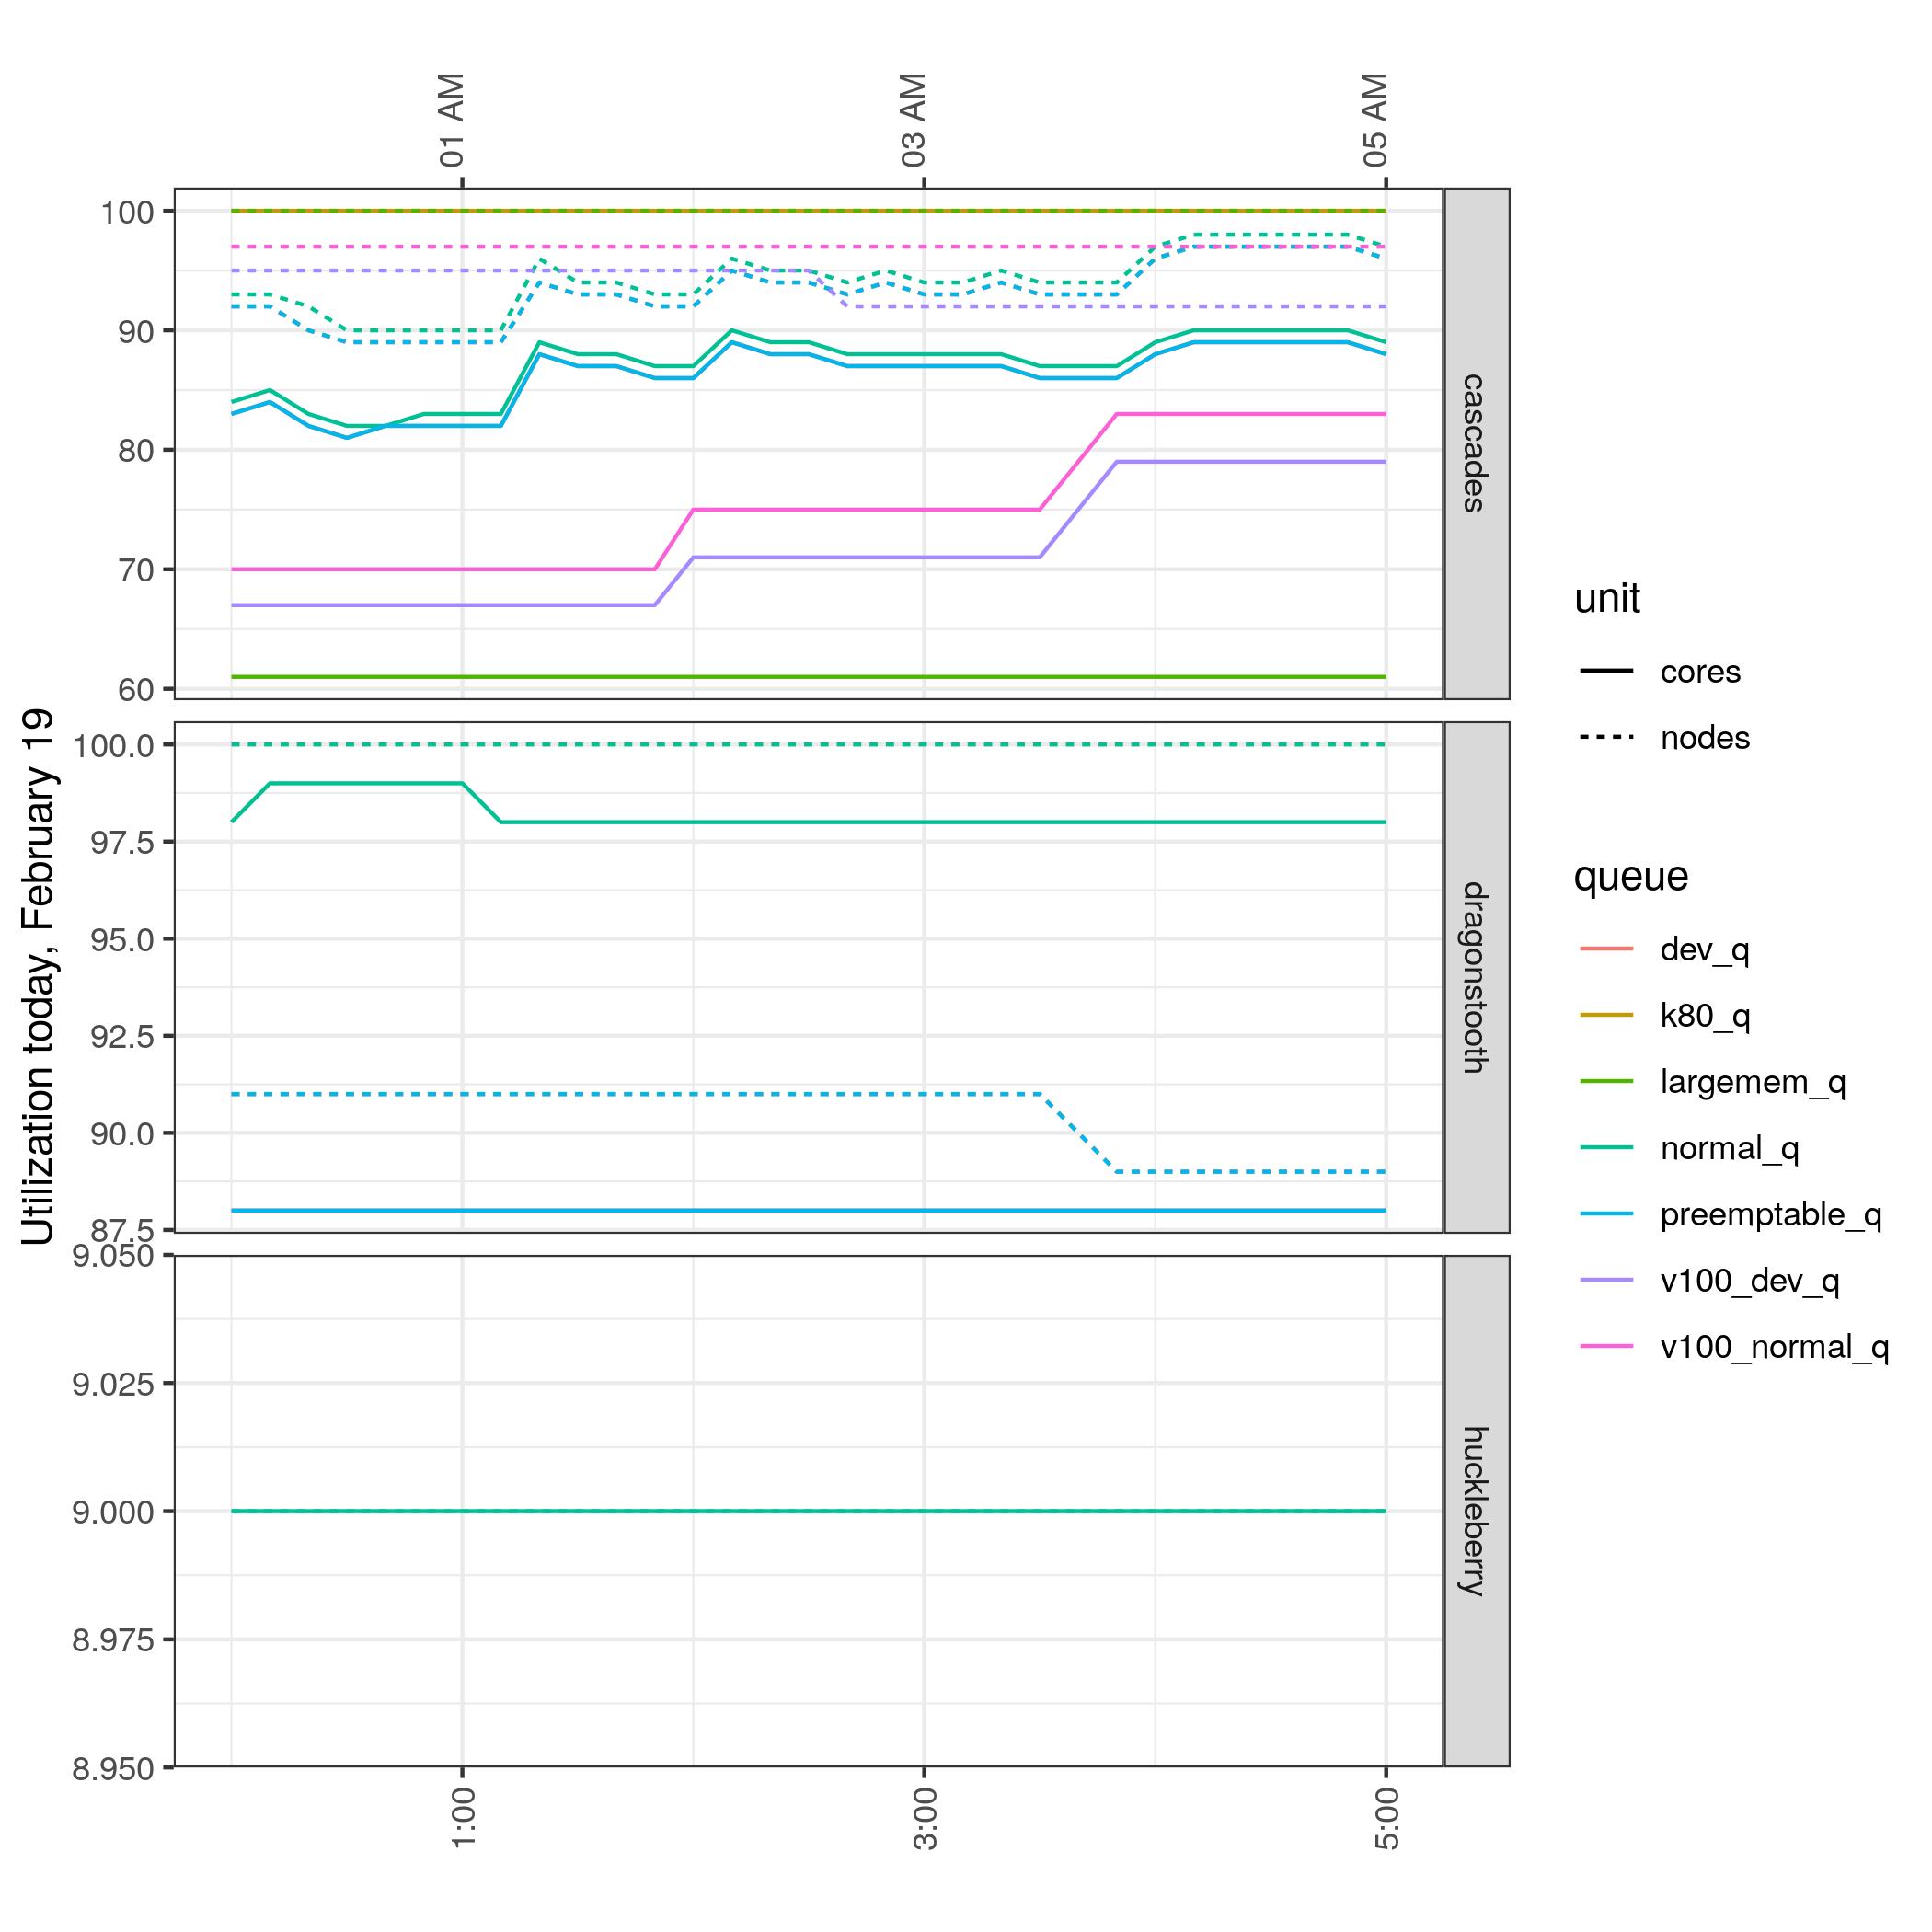 01 AM
03 AM
05 AM
Utilization today, February 19
100
90
80
70
60
cascades
100.0
97.5
95.0
92.5
90.0
87.5
dragonstooth
9.050
9.025
9.000
8.975
8.950
huckleberry
1:00
3:00
5:00
unit
cores
nodes
queue
dev_q
k80_q
largemem_q
normal_q
preemptable_q
v100_dev_q
v100_normal_q